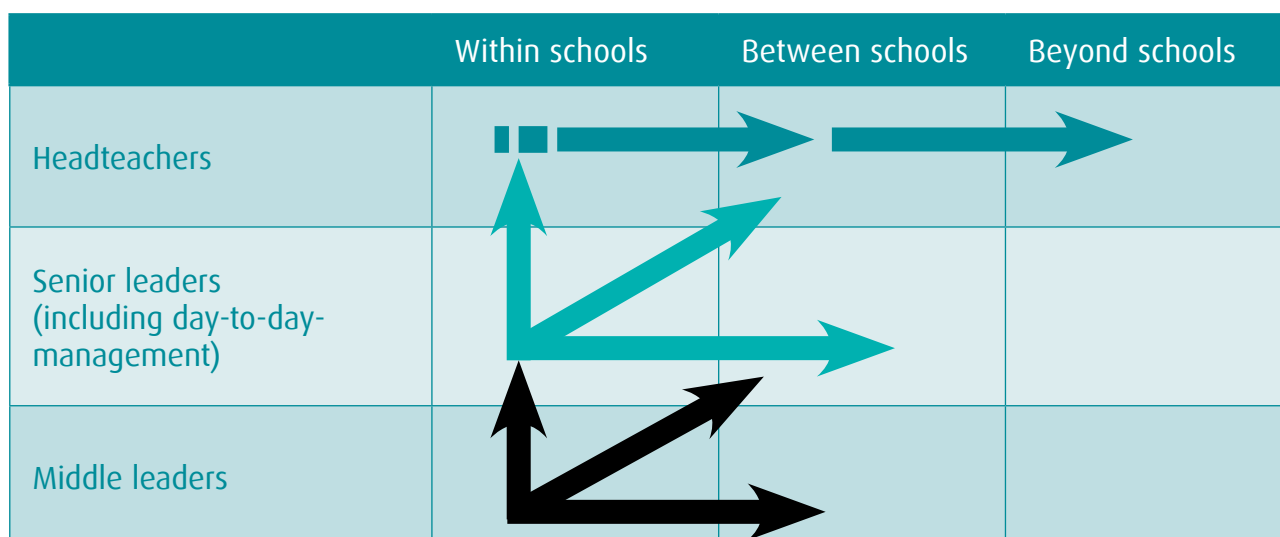 Within schools Between schools Beyond schools
Headteachers
Senior leaders
(including day-to-day-
management)
Middle leaders